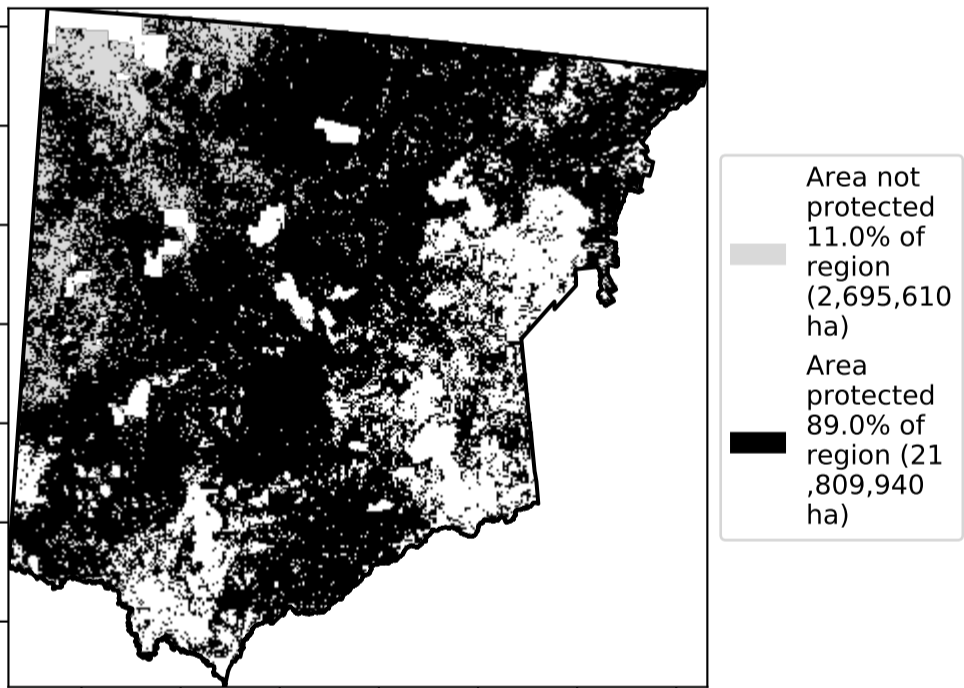 Area not
protected
11.0% of
region
(2,695,610
ha)
Area
protected
89.0% of
region (21
,809,940
ha)